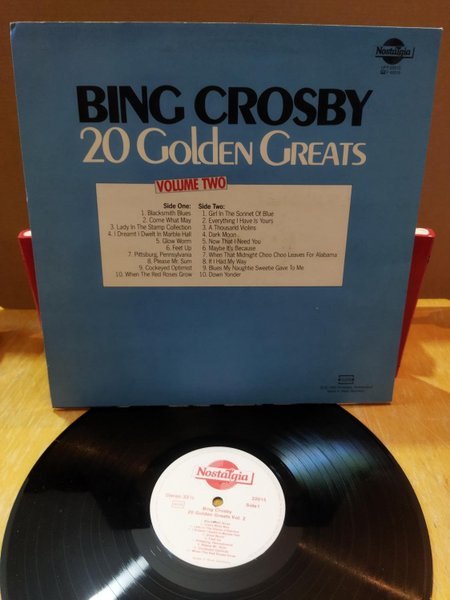 Nostalgia
BING CROSBY
20 Golden Greats
VOLUME TWO
Side One:
1. Blacksmith Blues
2. Come What May
3. Lady In The Stamp Collection
4. I Dreamt I Dwelt In Marble Hall
5. Glow Worm
6. Feet Up
7. Pittsburg, Pennsylvania
8. Please Mr. Sum
9. Cockeyed Optimist
10. When The Red Roses Grow
Side Two:
1. Girl In The Sonnet Of Blue
2. Everything I Have Is Yours
3. A Thousand Violins
4. Dark Moon
5. Now That I Need You
6. Maybe It's Because
7. When That Midnight Choo Choo Leaves For Alabama
8. If I Had My Way
9. Blues My Naughtie Sweetie Gave To Me
10. Down Yonder
Nostalgia
Stereo 33⅓
Side 1
Bing Crosby
20 Golden Greats Vol. 2